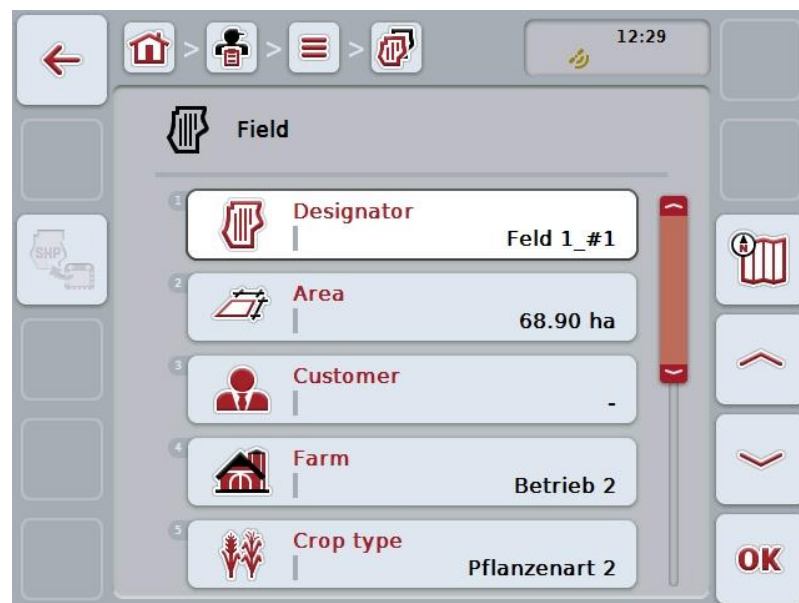 12:29
Field
1
Designator
Feld 1_#1
SHP
N
2
Area
68.90 ha
3
Customer
-
4
Farm
Betrieb 2
5
Crop type
Pflanzenart 2
OK